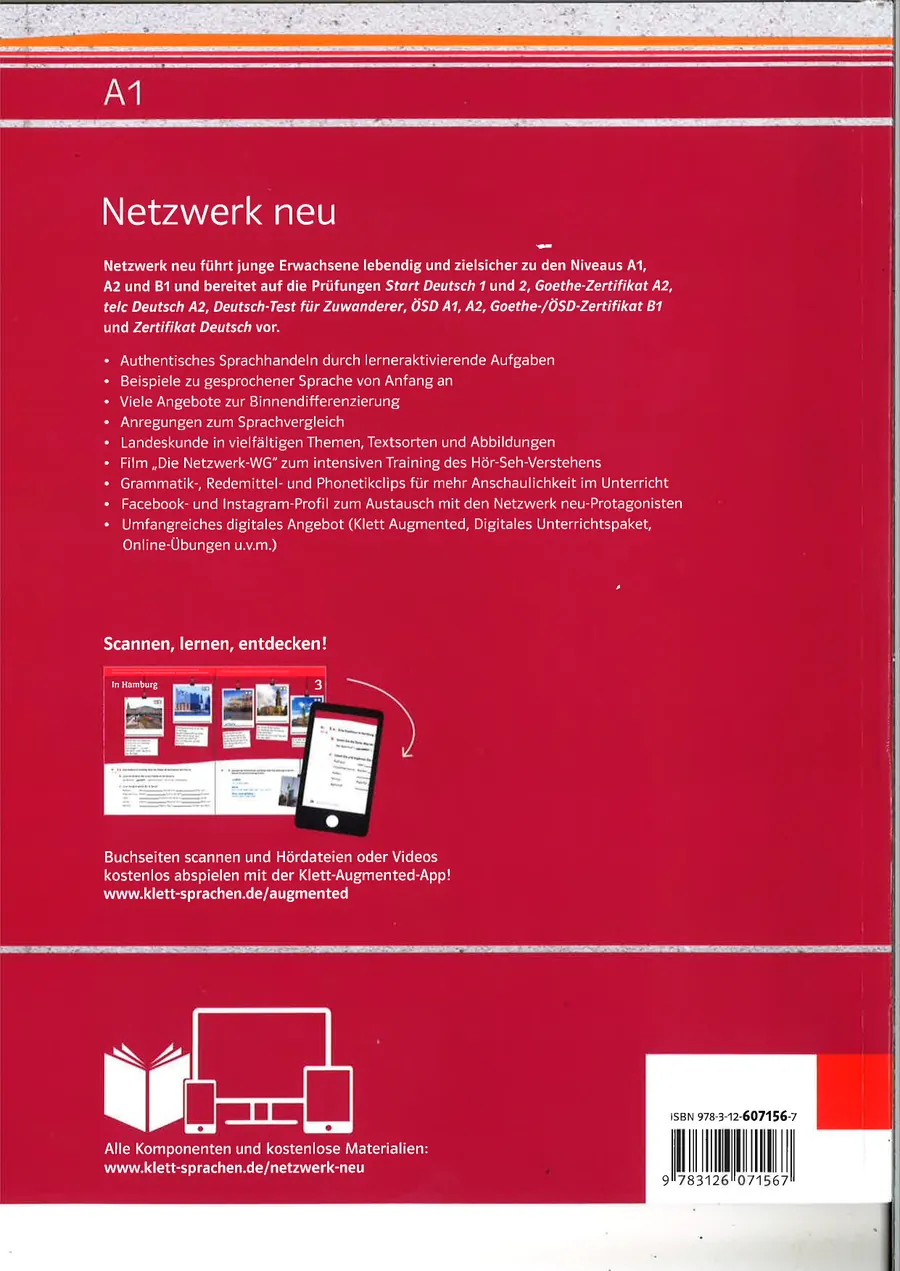 A1
Netzwerk neu
Netzwerk neu führt junge Erwachsene lebendig und zielsicher zu den Niveaus A1,
A2 und B1 und bereitet auf die Prüfungen Start Deutsch 1 und 2, Goethe-Zertifikat A2,
telc Deutsch A2, Deutsch-Test für Zuwanderer, ÖSD A1, A2, Goethe-/ÖSD-Zertifikat B1
und Zertifikat Deutsch vor.
• Authentisches Sprachhandeln durch lerneraktivierende Aufgaben
• Beispiele zu gesprochener Sprache von Anfang an
• Viele Angebote zur Binnendifferenzierung
• Anregungen zum Sprachvergleich
• Landeskunde in vielfältigen Themen, Textsorten und Abbildungen
• Film „Die Netzwerk-WG“ zum intensiven Training des Hör-Seh-Verstehens
• Grammatik-, Redemittel- und Phonetikclips für mehr Anschaulichkeit im Unterricht
• Facebook- und Instagram-Profil zum Austausch mit den Netzwerk neu-Protagonisten
• Umfangreiches digitales Angebot (Klett Augmented, Digitales Unterrichtspaket,
Online-Übungen u.v.m.)
Scannen, lernen, entdecken!
In Hamburg
3
Buchseiten scannen und Hördateien oder Videos
kostenlos abspielen mit der Klett-Augmented-App!
www.klett-sprachen.de/augmented
Alle Komponenten und kostenlose Materialien:
www.klett-sprachen.de/netzwerk-neu
ISBN 978-3-12-607156-7
9 783126 071567